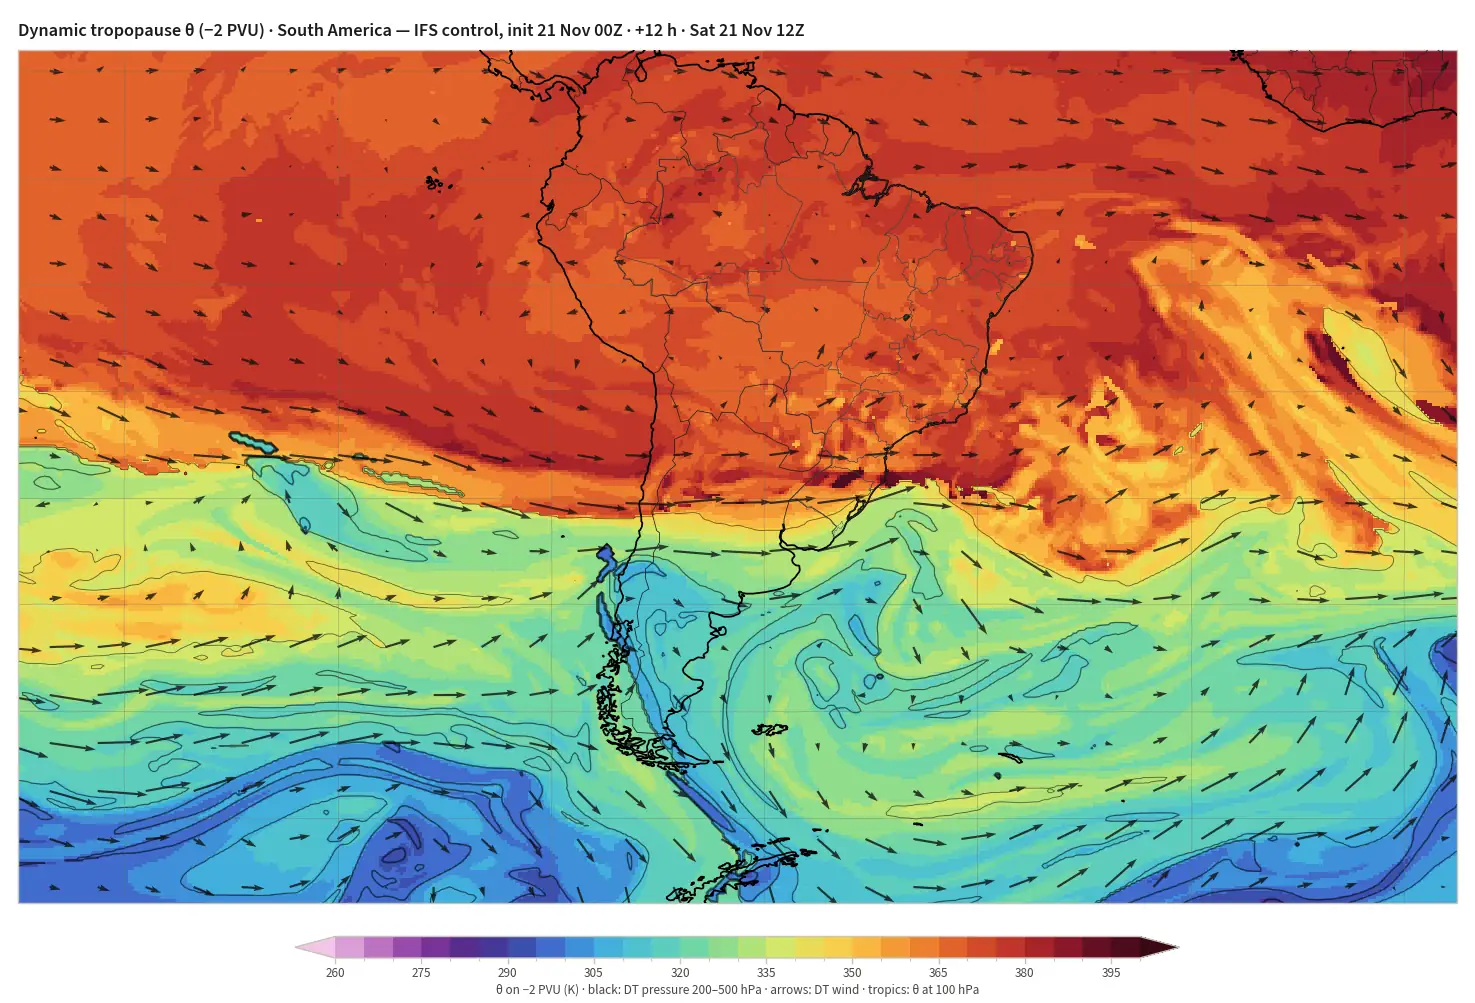 Dynamic tropopause θ (−2 PVU) · South America — IFS control, init 21 Nov 00Z · +12 h · Sat 21 Nov 12Z
260 275 290 305 320 335 350 365 380 395
θ on −2 PVU (K) · black: DT pressure 200–500 hPa · arrows: DT wind · tropics: θ at 100 hPa